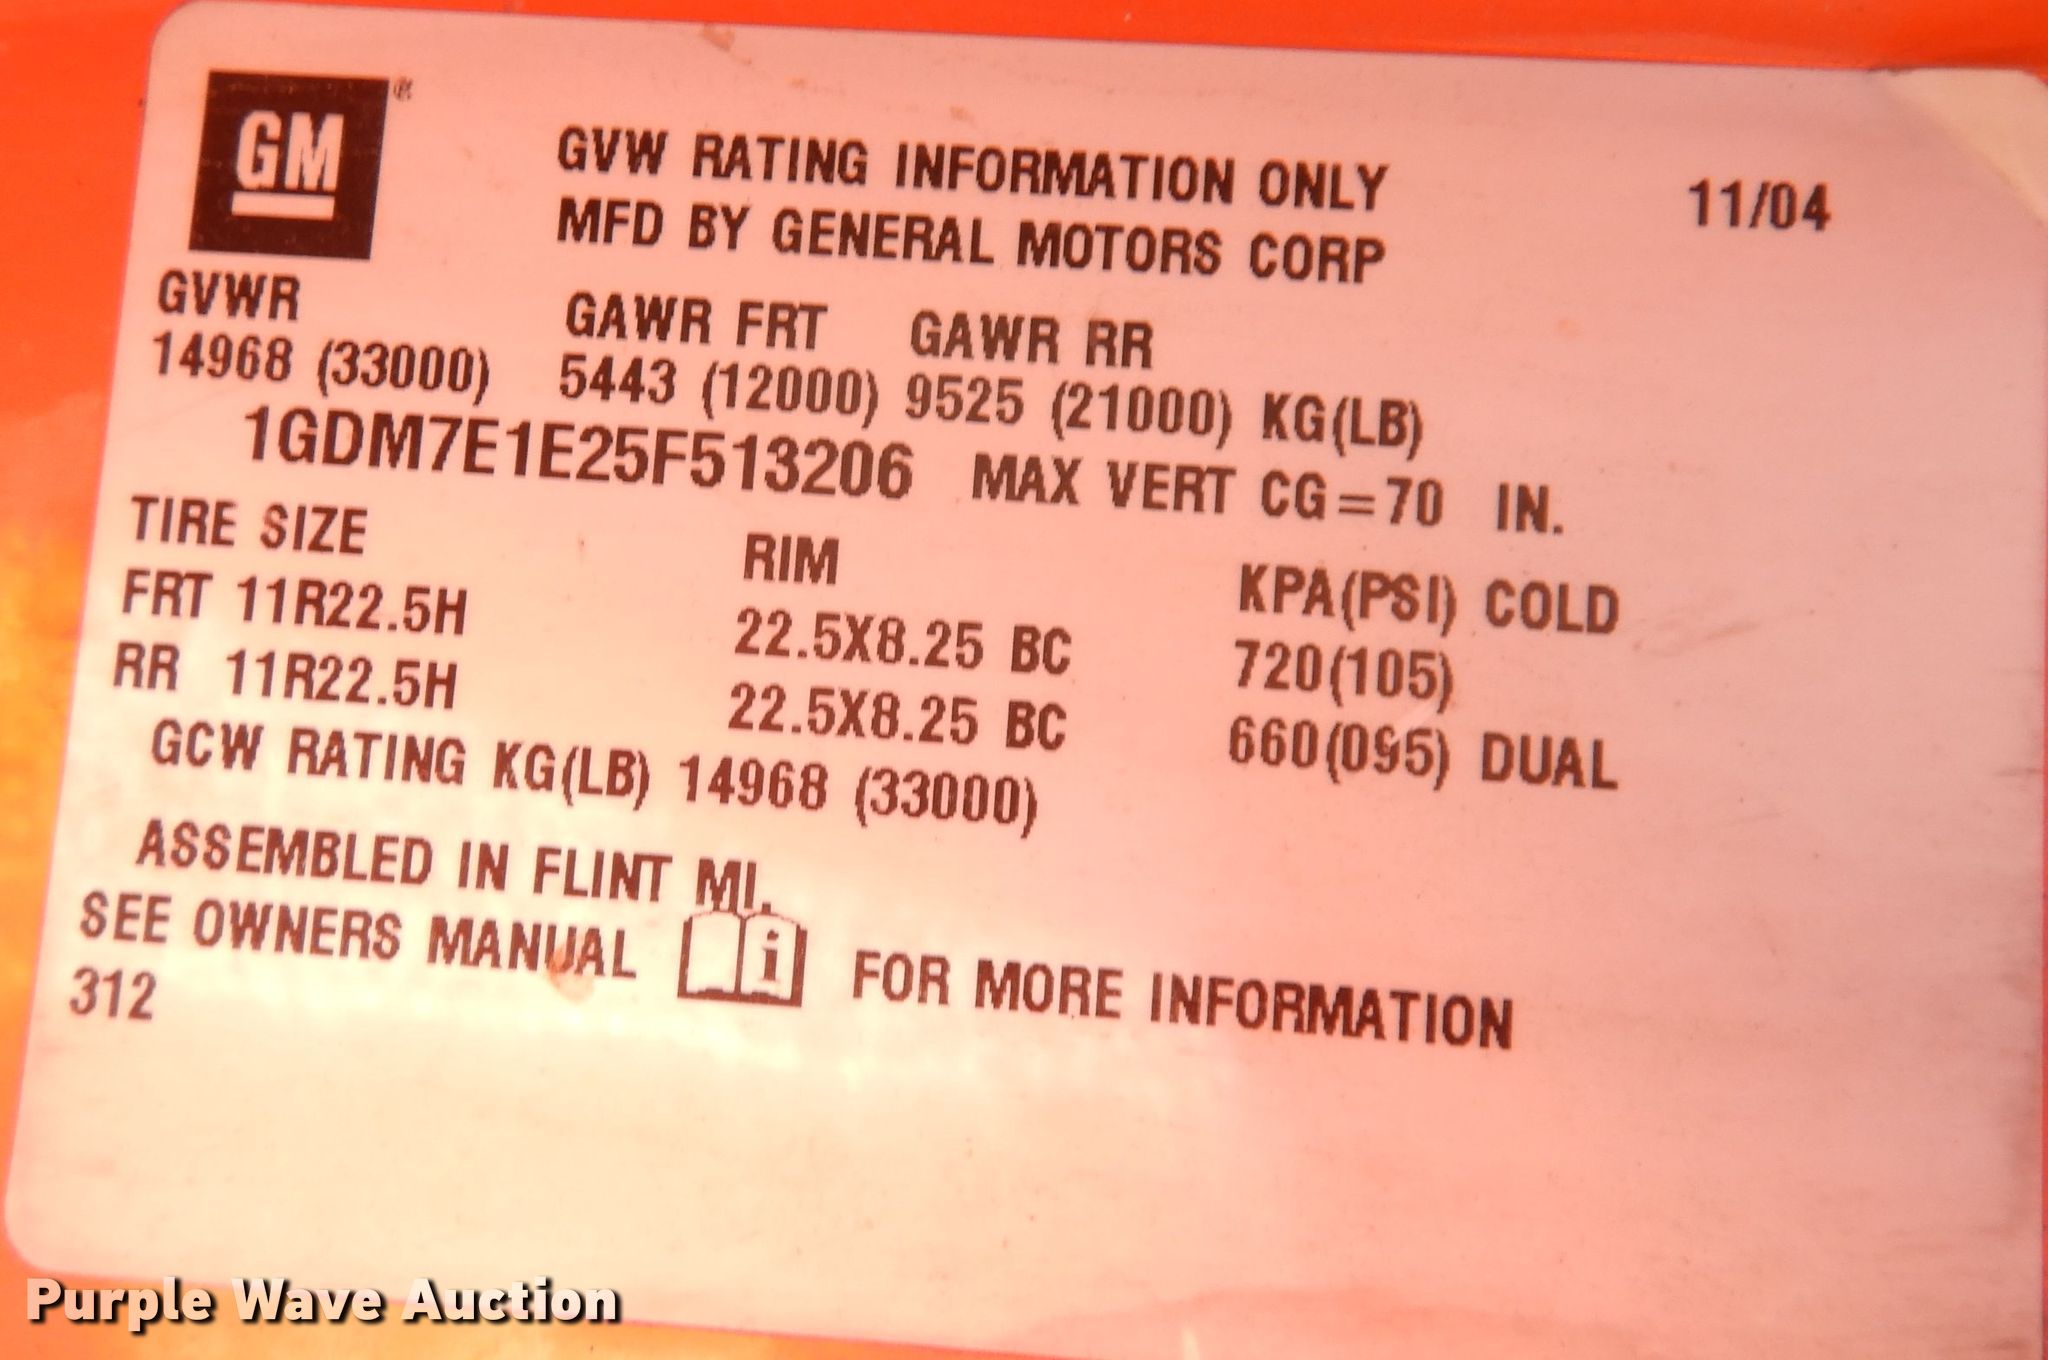 GM®
GVW RATING INFORMATION ONLY 11/04
MFD BY GENERAL MOTORS CORP
GVWR GAWR FRT GAWR RR
14968 (33000) 5443 (12000) 9525 (21000) KG(LB)
1GDM7E1E25F513206 MAX VERT CG=70 IN.
TIRE SIZE RIM KPA(PSI) COLD
FRT 11R22.5H 22.5X8.25 BC 720(105)
RR 11R22.5H 22.5X8.25 BC 660(095) DUAL
GCW RATING KG(LB) 14968 (33000)
ASSEMBLED IN FLINT MI.
SEE OWNERS MANUAL i FOR MORE INFORMATION
312
Purple Wave Auction